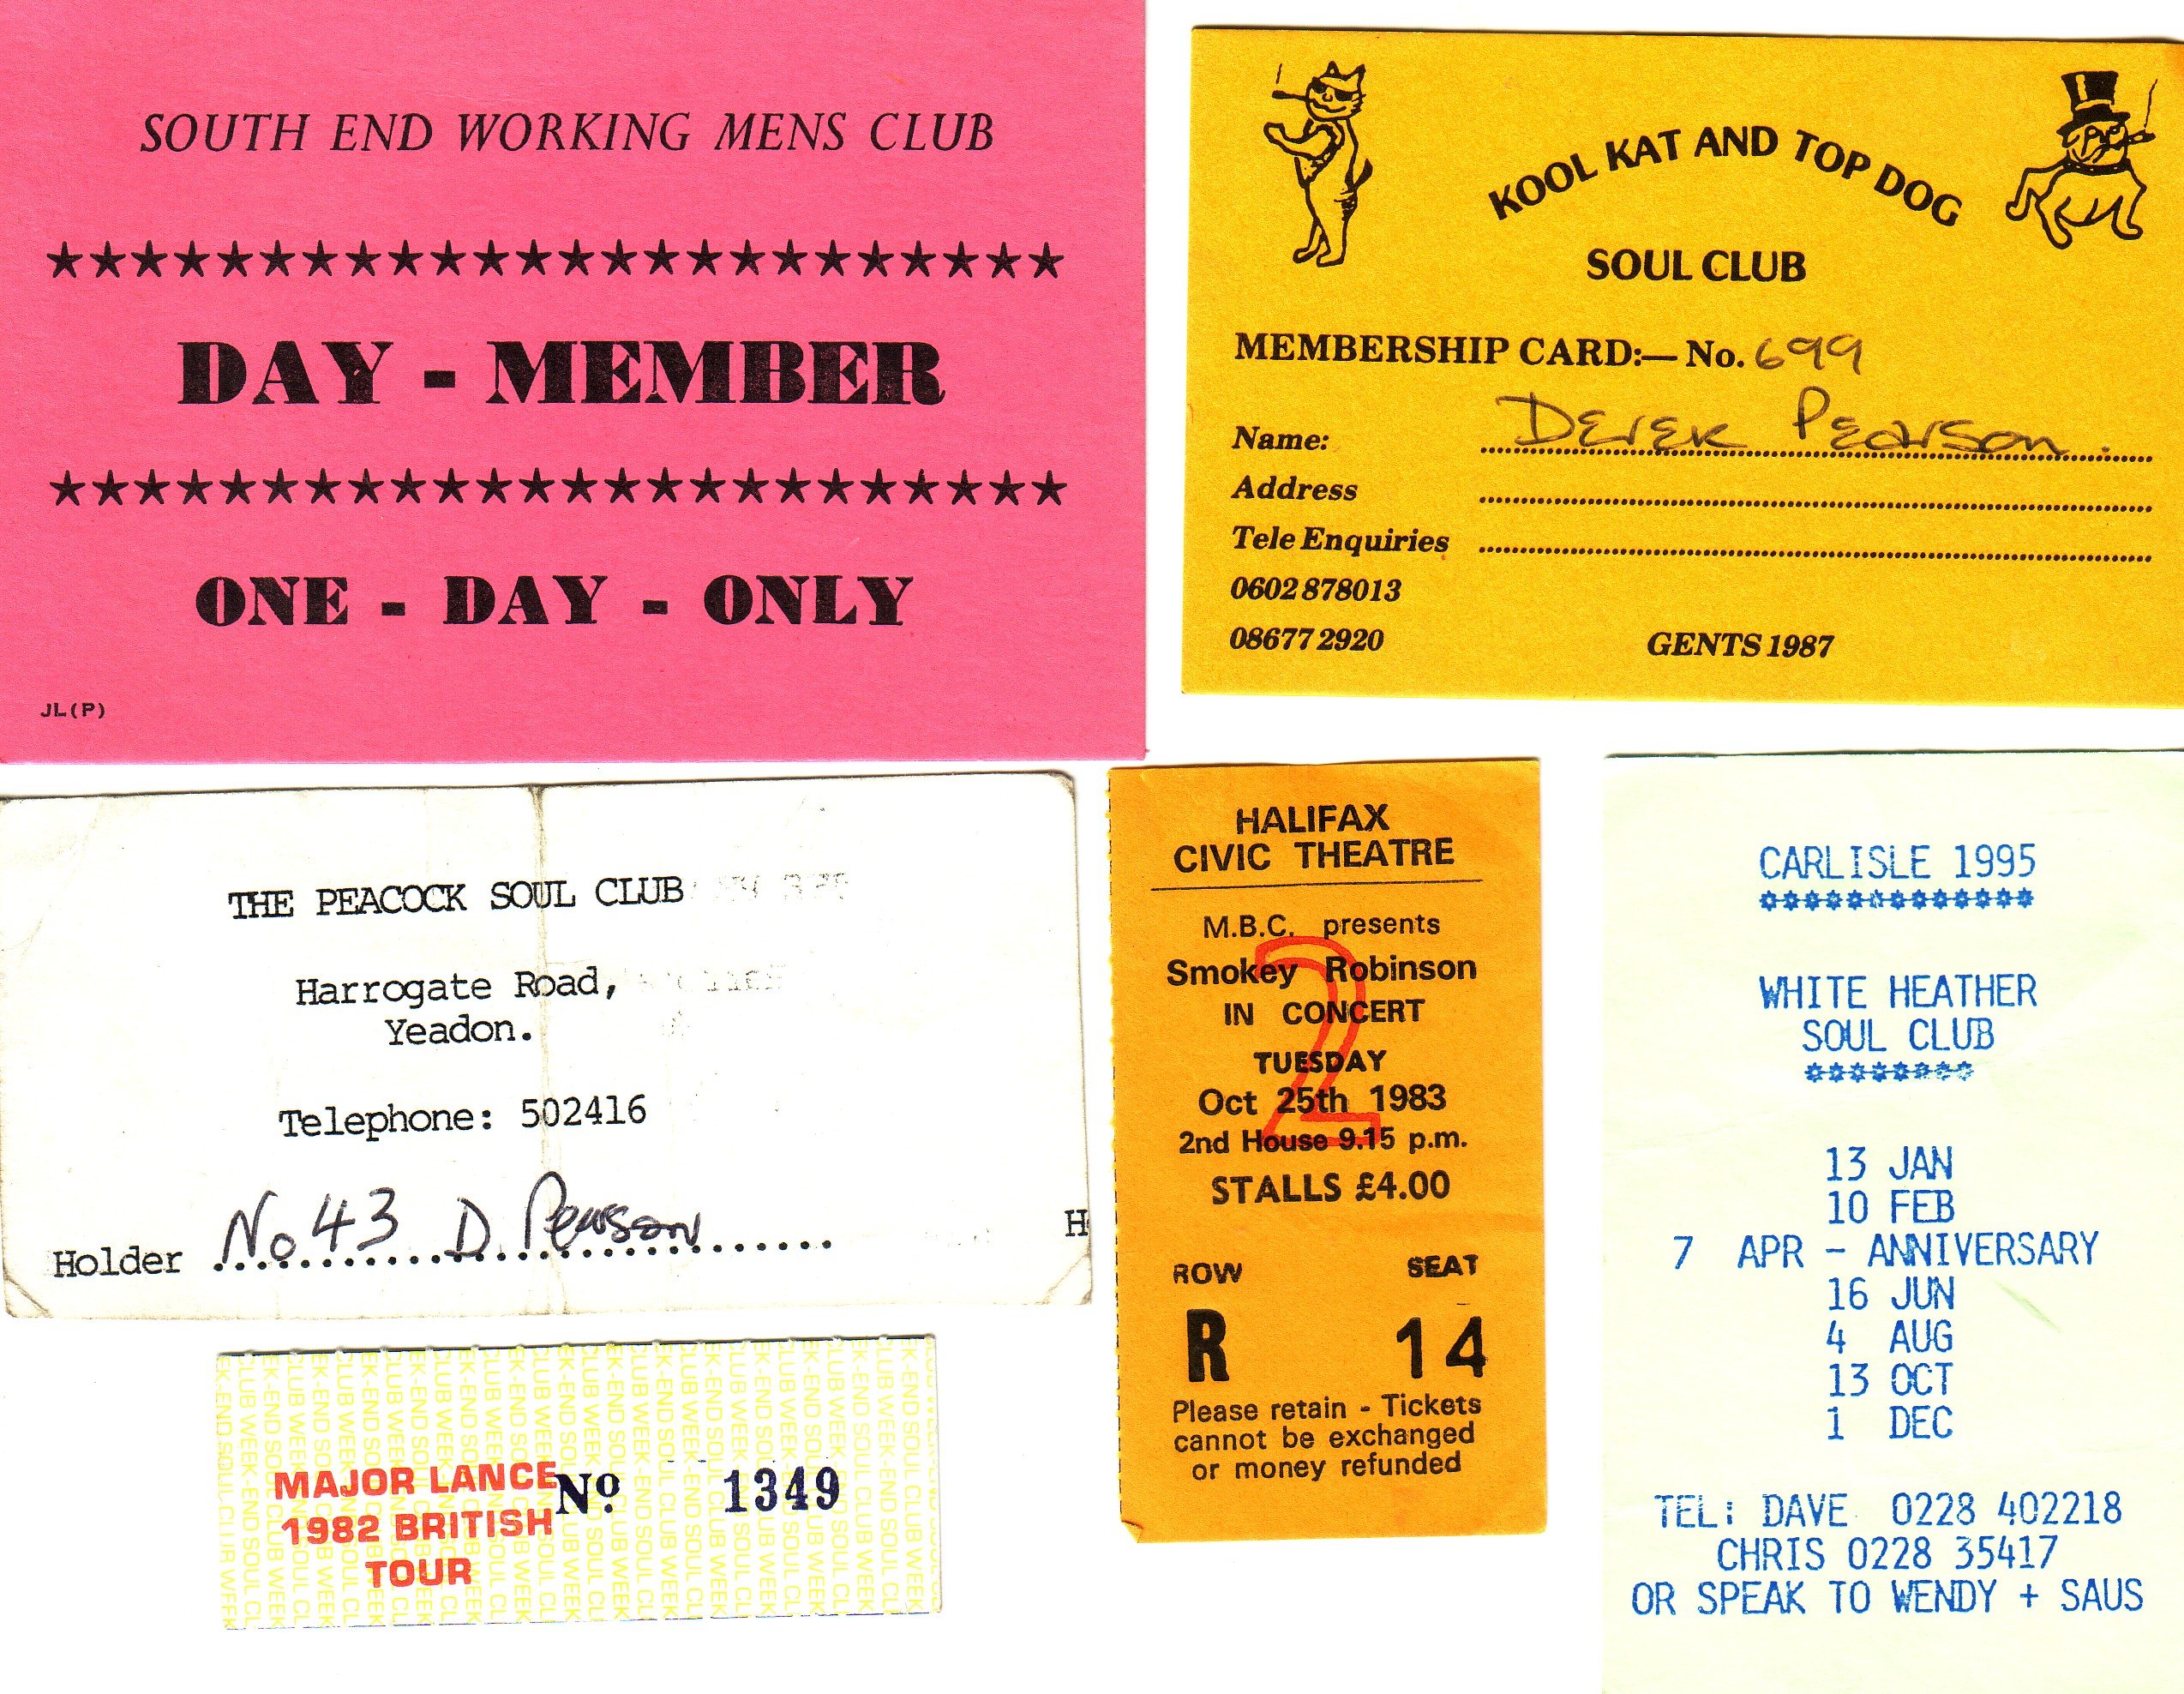 SOUTH END WORKING MENS CLUB
DAY - MEMBER
ONE - DAY - ONLY
JL(P)
KOOL KAT AND TOP DOG
SOUL CLUB
MEMBERSHIP CARD:— No. 699
Name: Derek Pearson.
Address
Tele Enquiries
0602 878013
08677 2920
GENTS 1987
THE PEACOCK SOUL CLUB
Harrogate Road,
Yeadon.
Telephone: 502416
Holder No 43 D. Pearson
H
MAJOR LANCE
1982 BRITISH
TOUR
Nº 1349
HALIFAX
CIVIC THEATRE
M.B.C. presents
Smokey Robinson
IN CONCERT
2
TUESDAY
Oct 25th 1983
2nd House 9.15 p.m.
STALLS £4.00
ROW SEAT
R 14
Please retain - Tickets
cannot be exchanged
or money refunded
CARLISLE 1995
*************
WHITE HEATHER
SOUL CLUB
********
13 JAN
10 FEB
7 APR - ANNIVERSARY
16 JUN
4 AUG
13 OCT
1 DEC
TEL: DAVE 0228 402218
CHRIS 0228 35417
OR SPEAK TO WENDY + SAUS